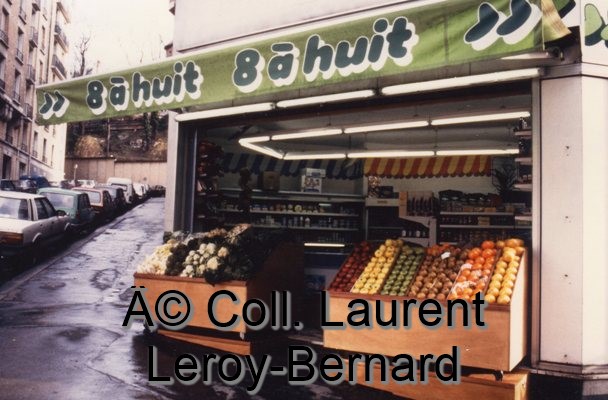 8 à huit 8 à huit
Ã© Coll. Laurent
Leroy-Bernard